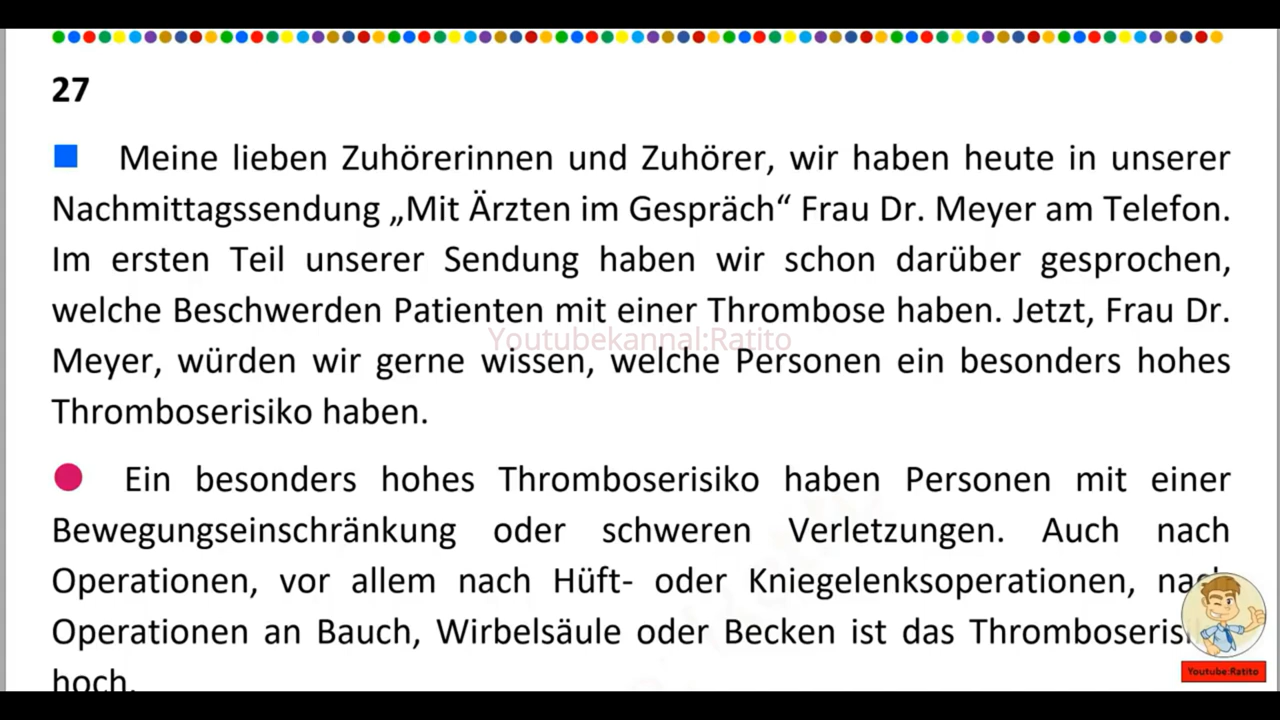 27
Meine lieben Zuhörerinnen und Zuhörer, wir haben heute in unserer
Nachmittagssendung „Mit Ärzten im Gespräch“ Frau Dr. Meyer am Telefon.
Im ersten Teil unserer Sendung haben wir schon darüber gesprochen,
welche Beschwerden Patienten mit einer Thrombose haben. Jetzt, Frau Dr.
Youtubekannal:Ratito
Meyer, würden wir gerne wissen, welche Personen ein besonders hohes
Thromboserisiko haben.
Ein besonders hohes Thromboserisiko haben Personen mit einer
Bewegungseinschränkung oder schweren Verletzungen. Auch nach
Operationen, vor allem nach Hüft- oder Kniegelenksoperationen, nach
Operationen an Bauch, Wirbelsäule oder Becken ist das Thromboserisiko
hoch.
Youtube:Ratito